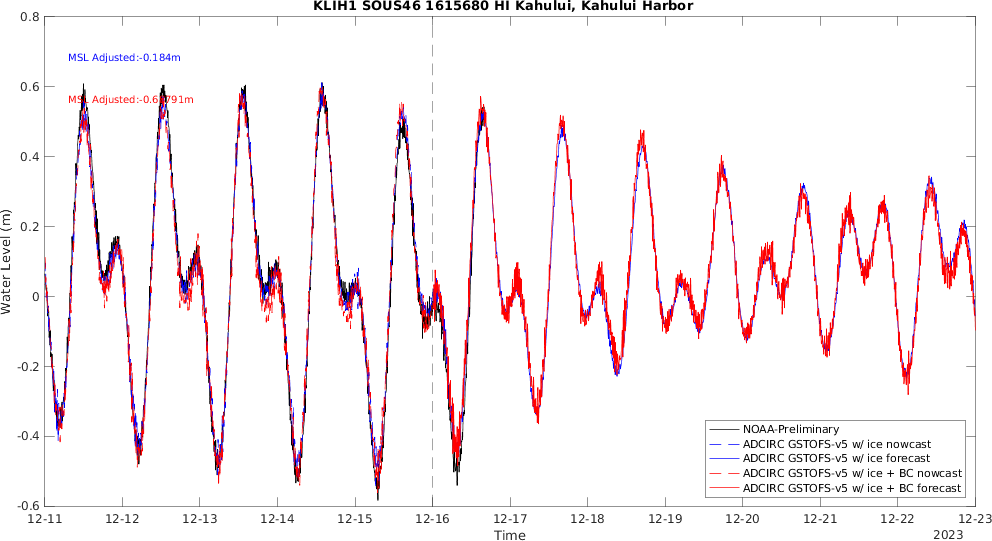 KLIH1 SOUS46 1615680 HI Kahului, Kahului Harbor
MSL Adjusted:-0.184m
MSL Adjusted:
0.8
0.6
0.4
0.2
0
-0.2
-0.4
-0.6
Water Level (m)
NOAA-Preliminary
ADCIRC GSTOFS-v5 w/ ice nowcast
ADCIRC GSTOFS-v5 w/ ice forecast
ADCIRC GSTOFS-v5 w/ ice + BC nowcast
ADCIRC GSTOFS-v5 w/ ice + BC forecast
12-11 12-12 12-13 12-14 12-15 12-16 12-17 12-18 12-19 12-20 12-21 12-22 12-23
Time
2023